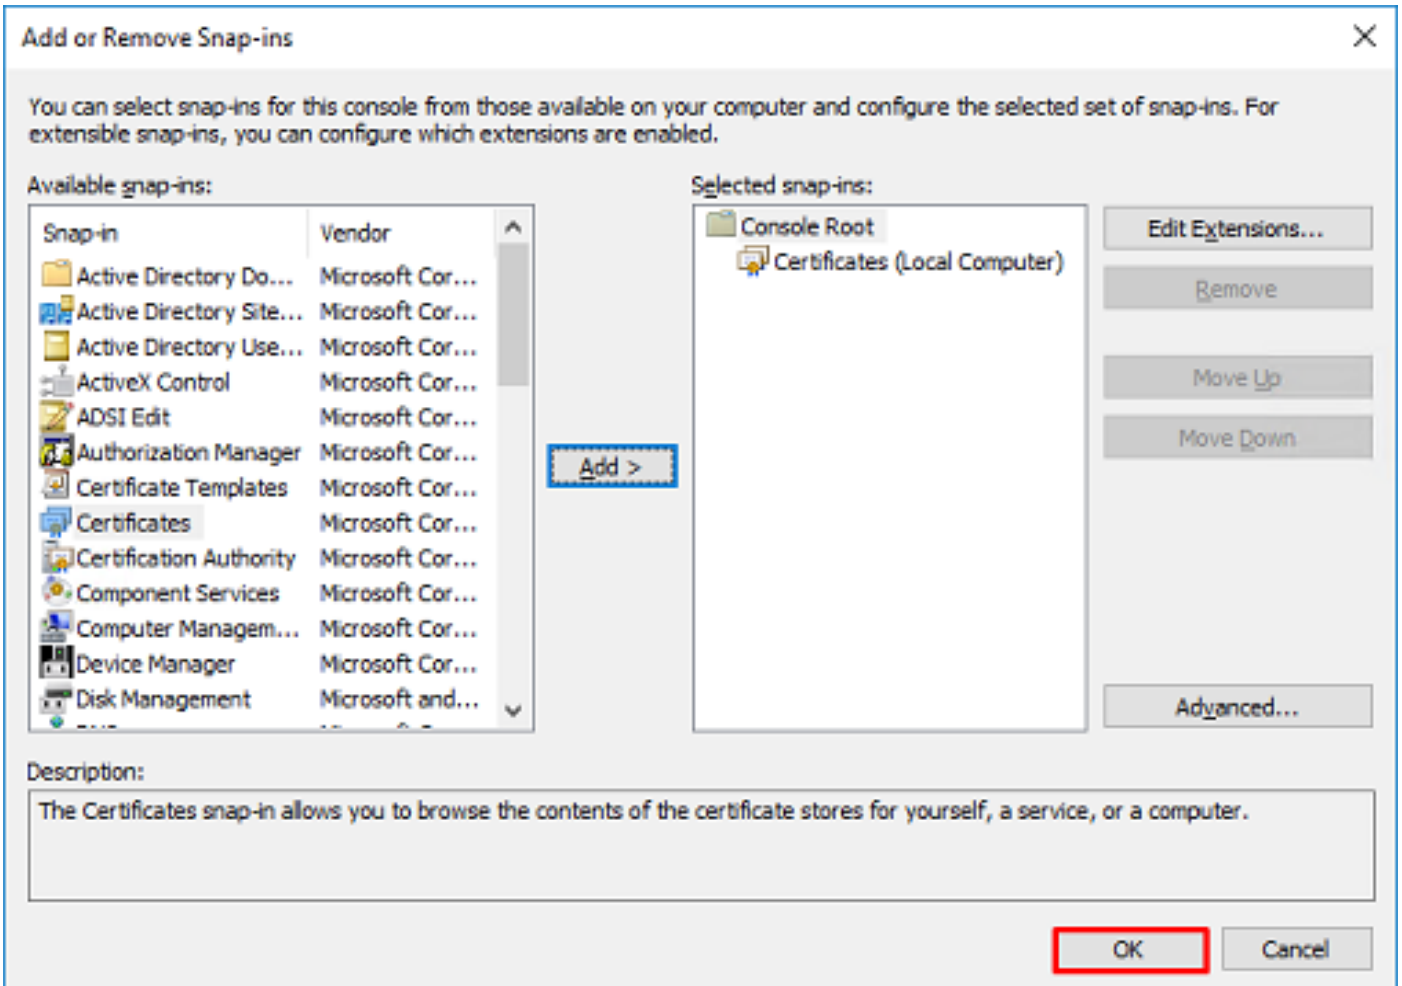 Add or Remove Snap-ins
You can select snap-ins for this console from those available on your computer and configure the selected set of snap-ins. For
extensible snap-ins, you can configure which extensions are enabled.
Available snap-ins:
Snap-in Vendor
Active Directory Do... Microsoft Cor...
Active Directory Site... Microsoft Cor...
Active Directory Use... Microsoft Cor...
ActiveX Control Microsoft Cor...
ADSI Edit Microsoft Cor...
Authorization Manager Microsoft Cor...
Certificate Templates Microsoft Cor...
Certificates Microsoft Cor...
Certification Authority Microsoft Cor...
Component Services Microsoft Cor...
Computer Managem... Microsoft Cor...
Device Manager Microsoft Cor...
Disk Management Microsoft and...
Add >
Selected snap-ins:
Console Root
Certificates (Local Computer)
Edit Extensions...
Remove
Move Up
Move Down
Advanced...
Description:
The Certificates snap-in allows you to browse the contents of the certificate stores for yourself, a service, or a computer.
OK
Cancel